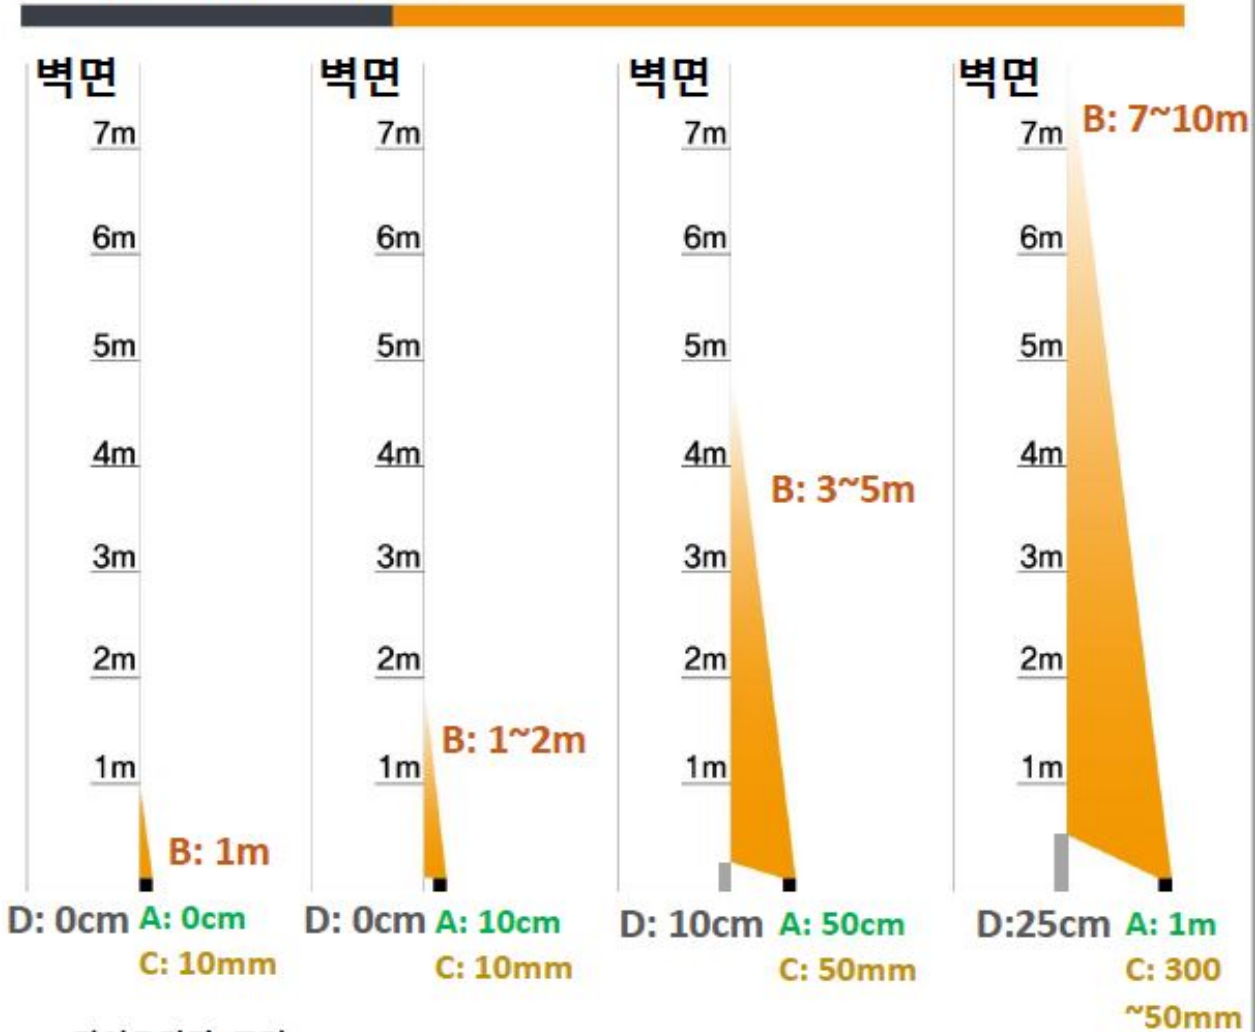 벽면 벽면 벽면 벽면
7m 7m 7m 7m B: 7~10m
6m 6m 6m 6m
5m 5m 5m 5m
4m 4m 4m 4m
B: 3~5m
3m 3m 3m 3m
2m 2m 2m 2m
B: 1~2m
1m 1m 1m 1m
B: 1m
D: 0cm A: 0cm D: 0cm A: 10cm D: 10cm A: 50cm D:25cm A: 1m
C: 10mm C: 10mm C: 50mm C: 300
~50mm